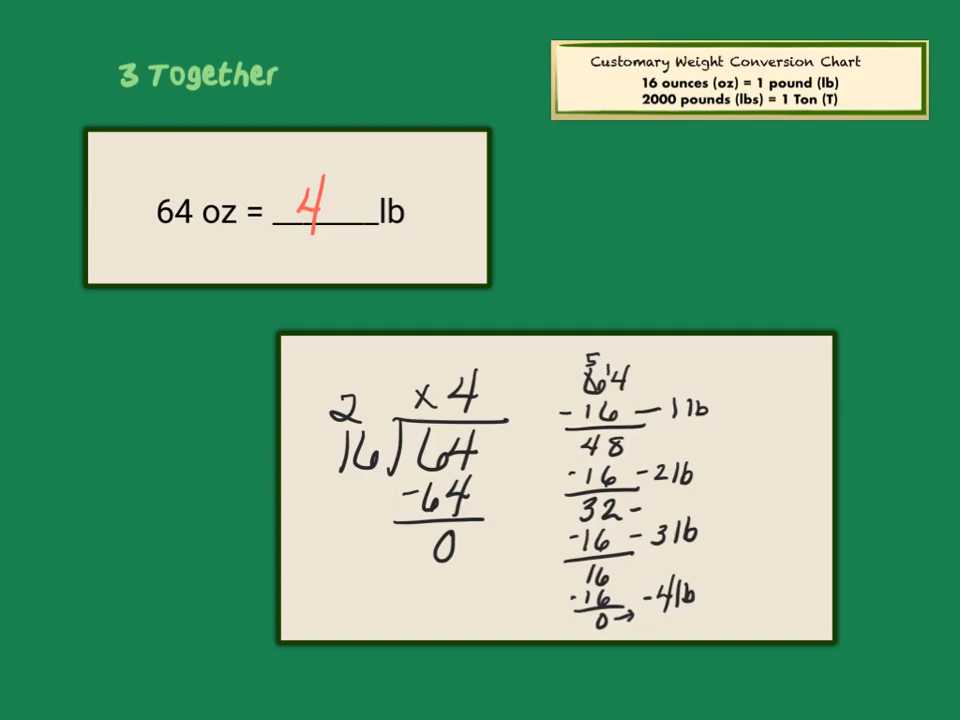 3 Together
Customary Weight Conversion Chart
16 ounces (oz) = 1 pound (lb)
2000 pounds (lbs) = 1 Ton (T)
64 oz = ___4___lb
2 x 4
16)64
-64
0
5 1
64
-16 - 1 lb
48
-16 - 2 lb
32 -
-16 - 3 lb
16
-16 - 4 lb
0 →